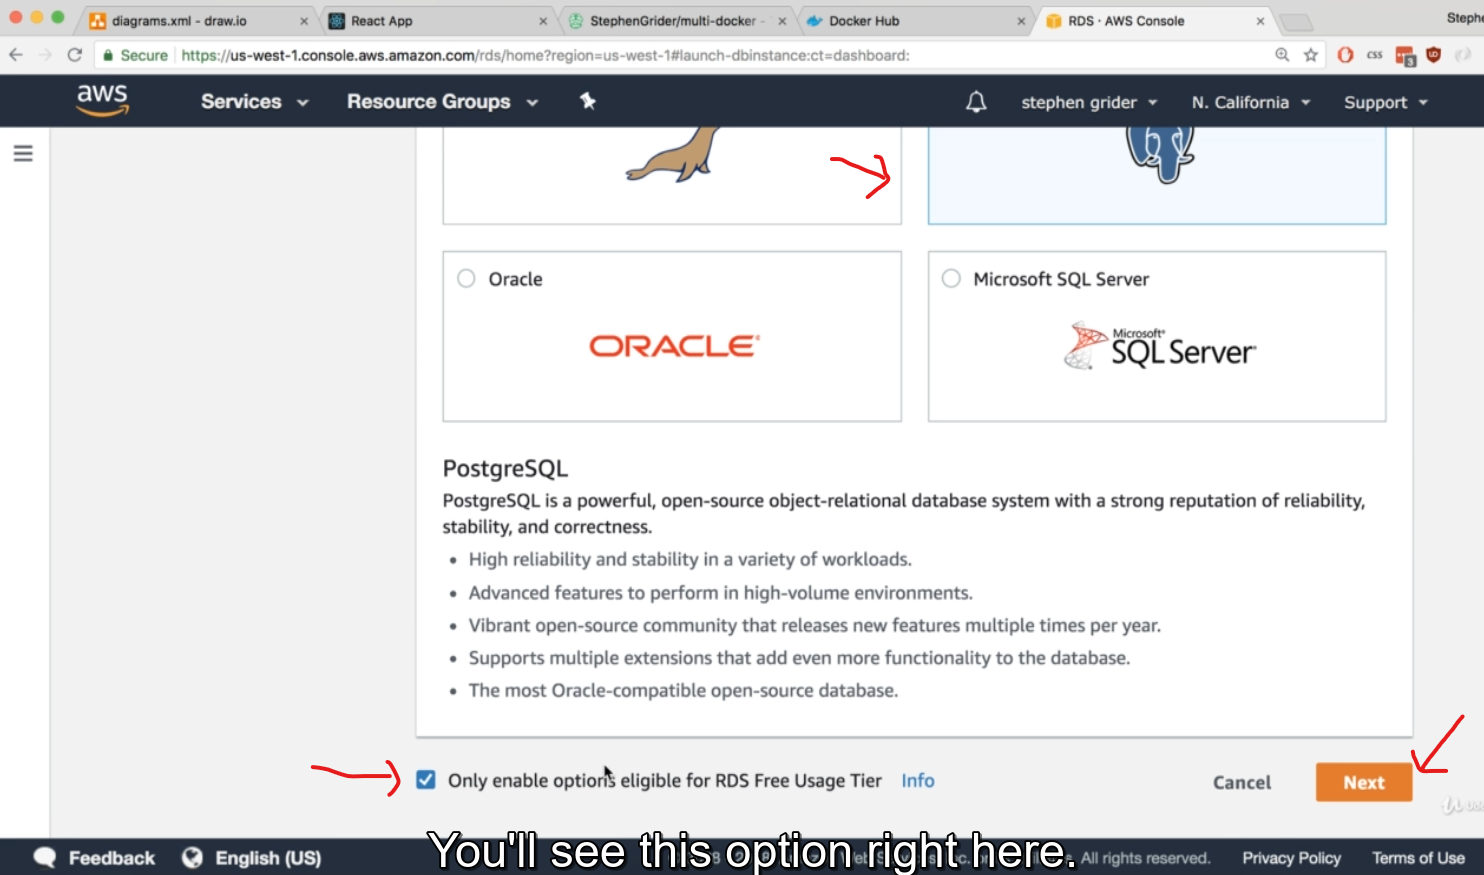 diagrams.xml - draw.io
React App
StephenGrider/multi-docker -
Docker Hub
RDS · AWS Console
Stephe
Secure
https://us-west-1.console.aws.amazon.com/rds/home?region=us-west-1#launch-dbinstance:ct=dashboard:
css
3
aws
Services
Resource Groups
stephen grider
N. California
Support
Oracle
ORACLE
Microsoft SQL Server
Microsoft
SQL Server
PostgreSQL
PostgreSQL is a powerful, open-source object-relational database system with a strong reputation of reliability,
stability, and correctness.
High reliability and stability in a variety of workloads.
Advanced features to perform in high-volume environments.
Vibrant open-source community that releases new features multiple times per year.
Supports multiple extensions that add even more functionality to the database.
The most Oracle-compatible open-source database.
Only enable options eligible for RDS Free Usage Tier
Info
Cancel
Next
You'll see this option right here.
Feedback
English (US)
All rights reserved.
Privacy Policy
Terms of Use